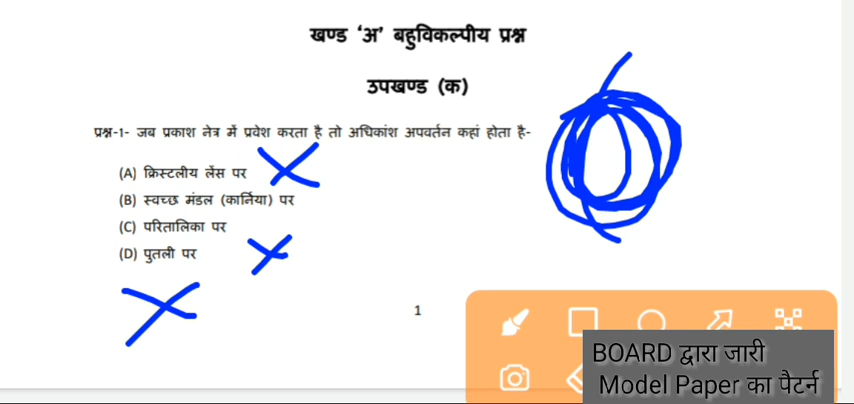 खण्ड ‘अ’ बहुविकल्पीय प्रश्न
उपखण्ड (क)
प्रश्न-1- जब प्रकाश नेत्र में प्रवेश करता है तो अधिकांश अपवर्तन कहां होता है-
(A) क्रिस्टलीय लेंस पर
(B) स्वच्छ मंडल (कार्निया) पर
(C) परितालिका पर
(D) पुतली पर
1
BOARD द्वारा जारी
Model Paper का पैटर्न